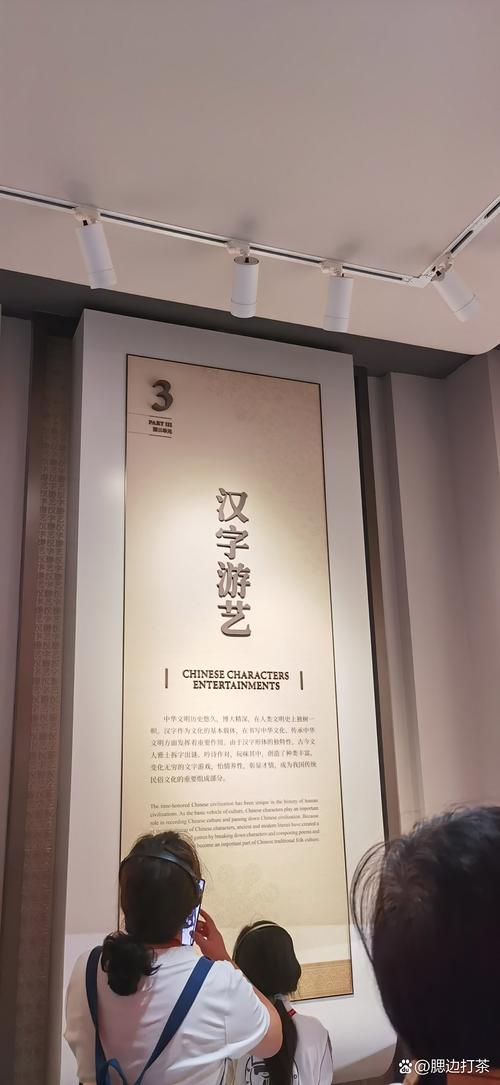 3
PART III
第三单元
汉字游艺
CHINESE CHARACTERS
ENTERTAINMENTS
中华文明历史悠久，博大精深，在人类文明史上独树一
帜。汉字作为文化的基本载体，在书写中华文化、传承中华
文明方面发挥着重要作用。由于汉字形体的独特性，古今文
人雅士拆字出谜、吟诗作对，玩味其中，创造了种类丰富、
变化无穷的文字游戏，怡情养性，彰显才情，成为我国传统
民俗文化的重要组成部分。
The time-honored Chinese civilization has been unique in the history of human
civilizations. As the basic vehicle of culture, Chinese characters play an important
role in recording Chinese culture and passing down Chinese civilization. Because
of Chinese characters, ancient and modern literati have created a
games by breaking down characters and composing poems and
become an important part of Chinese traditional folk culture.
@腮边打茶